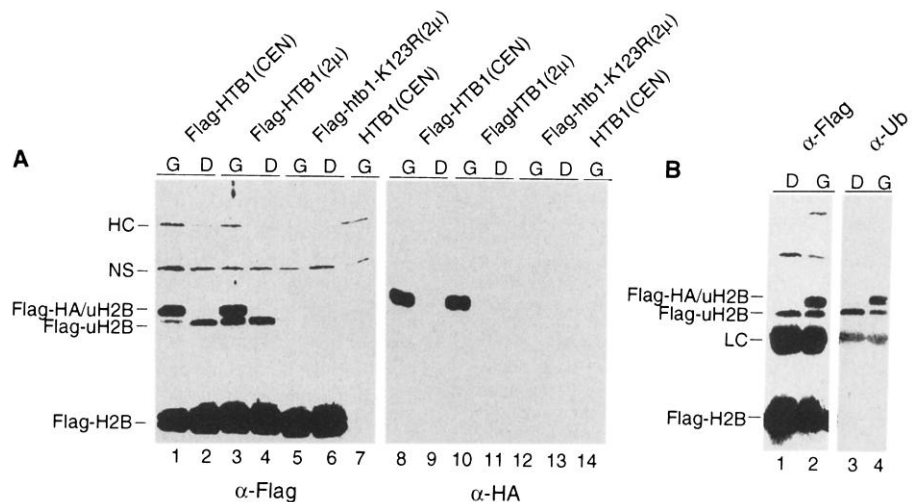 Flag-HTB1(CEN)
Flag-HTB1(2μ)
Flag-htb1-K123R(2μ)
HTB1(CEN)
Flag-HTB1(CEN)
FlagHTB1(2μ)
Flag-htb1-K123R(2μ)
HTB1(CEN)
A
G D G D G D G
G D G D G D G
HC
NS
Flag-HA/uH2B
Flag-uH2B
Flag-H2B
1 2 3 4 5 6 7
8 9 10 11 12 13 14
α-Flag
α-HA
B
α-Flag
α-Ub
D G D G
Flag-HA/uH2B
Flag-uH2B
LC
Flag-H2B
1 2 3 4